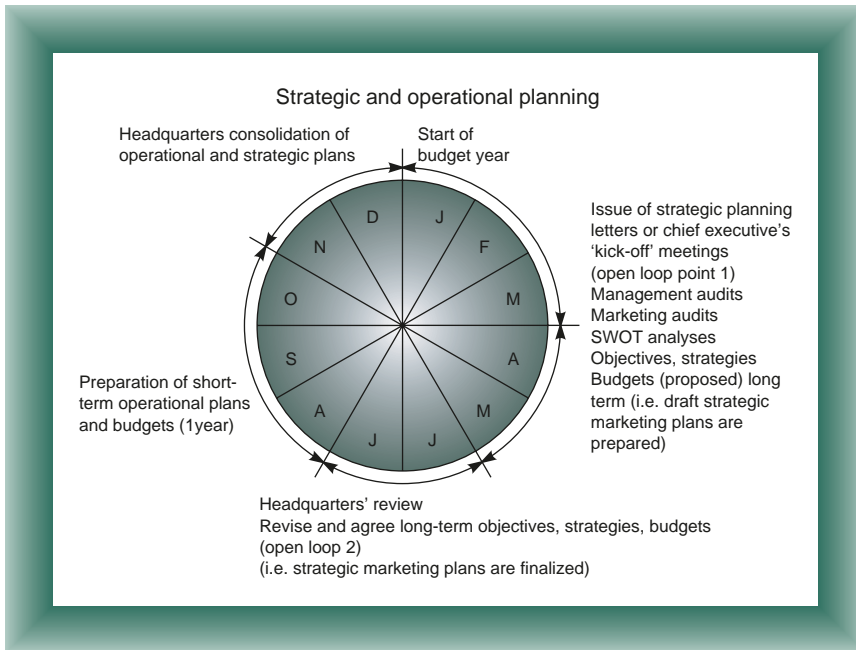 Strategic and operational planning
Headquarters consolidation of
operational and strategic plans
Start of
budget year
D
J
N
F
O
M
S
A
A
M
J
J
Issue of strategic planning
letters or chief executive's
'kick-off' meetings
(open loop point 1)
Management audits
Marketing audits
SWOT analyses
Objectives, strategies
Budgets (proposed) long
term (i.e. draft strategic
marketing plans are
prepared)
Preparation of short-
term operational plans
and budgets (1year)
Headquarters' review
Revise and agree long-term objectives, strategies, budgets
(open loop 2)
(i.e. strategic marketing plans are finalized)